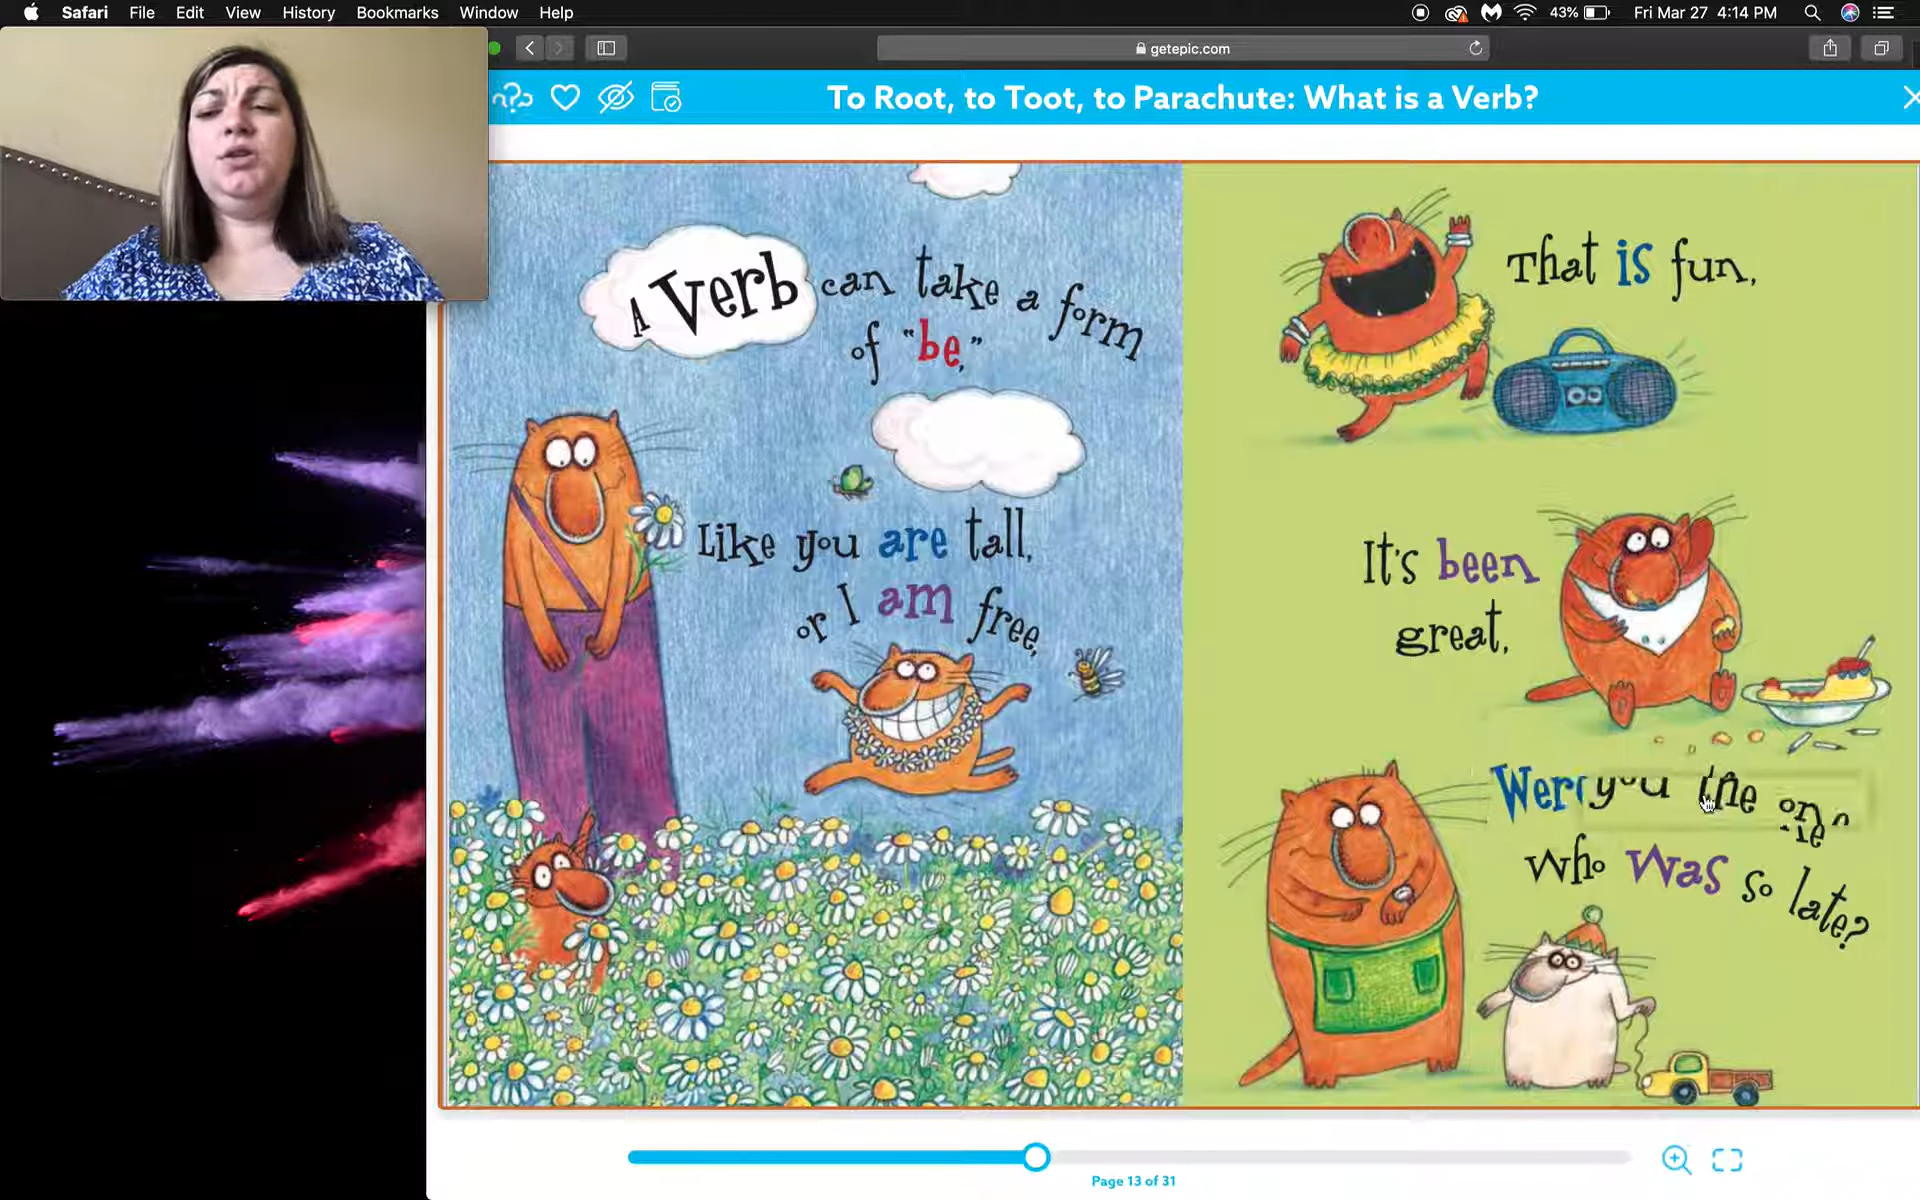 Safari File Edit View History Bookmarks Window Help 43% Fri Mar 27 4:14 PM
getepic.com
To Root, to Toot, to Parachute: What is a Verb?
A Verb can take a form
of "be,"
Like you are tall,
or I am free,
That is fun,
It's been
great,
you the
who was so late?
Page 13 of 31